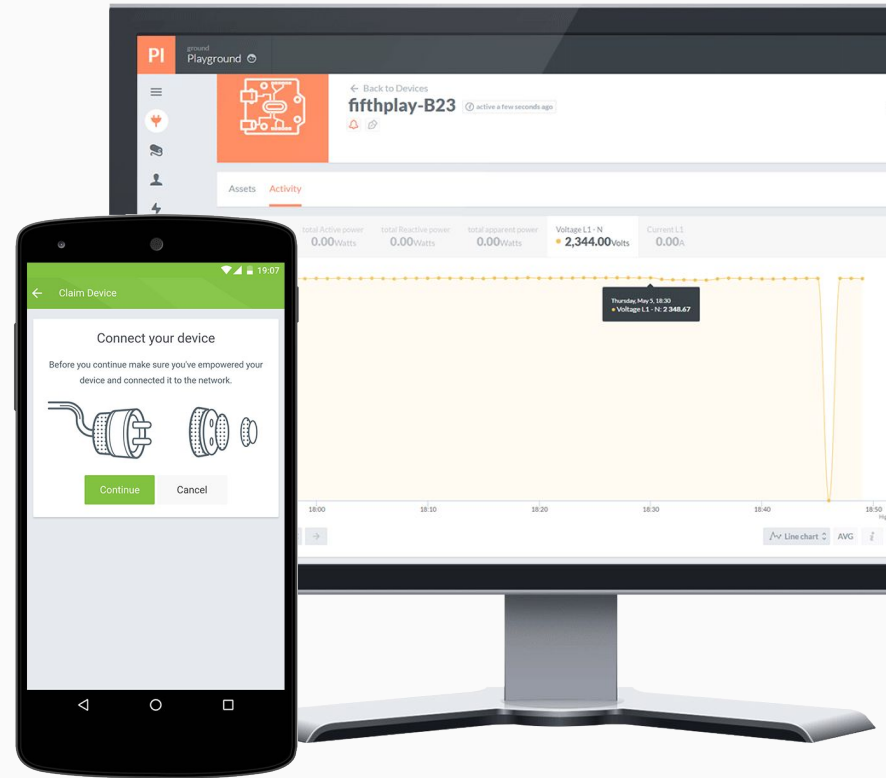 PI
ground
Playground
← Back to Devices
fifthplay-B23
active a few seconds ago
Assets Activity
total Active power
0.00Watts
total Reactive power
0.00Watts
total apparent power
0.00Watts
Voltage L1 - N
2,344.00Volts
Current L1
0.00A
Thursday, May 5, 18:30
• Voltage L1 - N: 2 348.67
18:00 18:10 18:20 18:30 18:40 18:50
Line chart AVG i
19:07
← Claim Device
Connect your device
Before you continue make sure you've empowered your
device and connected it to the network.
Continue Cancel